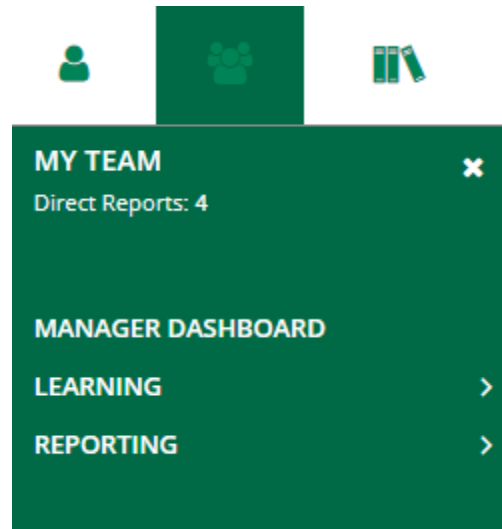 MY TEAM
Direct Reports: 4
MANAGER DASHBOARD
LEARNING
REPORTING